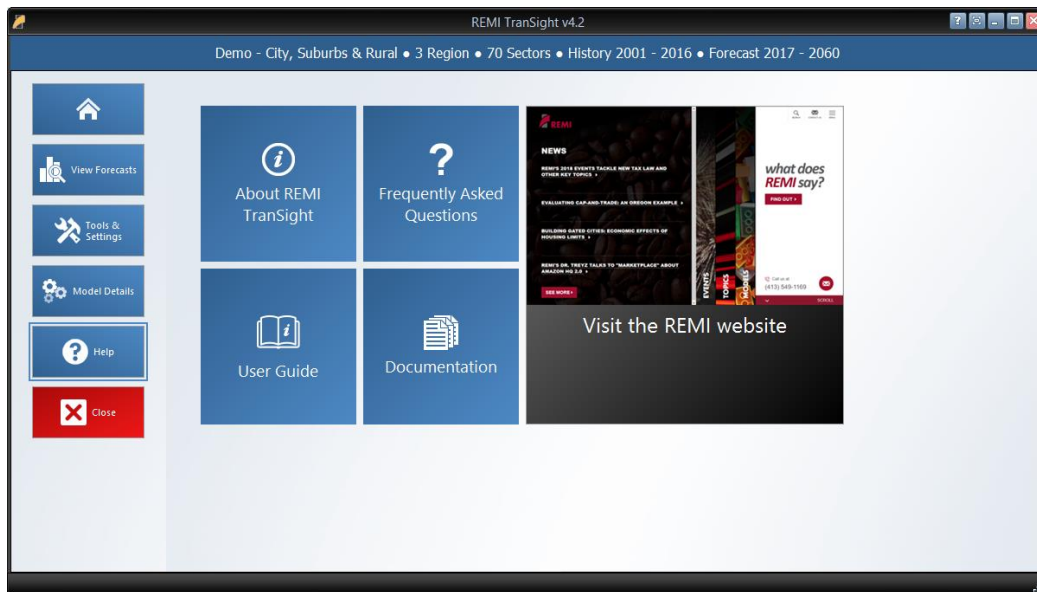 REMI TranSight v4.2
Demo - City, Suburbs & Rural ● 3 Region ● 70 Sectors ● History 2001 - 2016 ● Forecast 2017 - 2060
View Forecasts
Tools &
Settings
Model Details
Help
Close
About REMI
TranSight
Frequently Asked
Questions
User Guide
Documentation
REMI
NEWS
REMI'S 2018 EVENTS TACKLE NEW TAX LAW AND
OTHER KEY TOPICS
EVALUATING CAP-AND-TRADE: AN OREGON EXAMPLE
BUILDING GATED CITIES: ECONOMIC EFFECTS OF
HOUSING LIMITS
REMI'S DR. TREYZ TALKS TO "MARKETPLACE" ABOUT
AMAZON HQ 2.0
SEE MORE
EVENTS
TOPICS
MODELS
what does
REMI say?
FIND OUT
Call us at
(413) 549-1169
SCROLL
Visit the REMI website